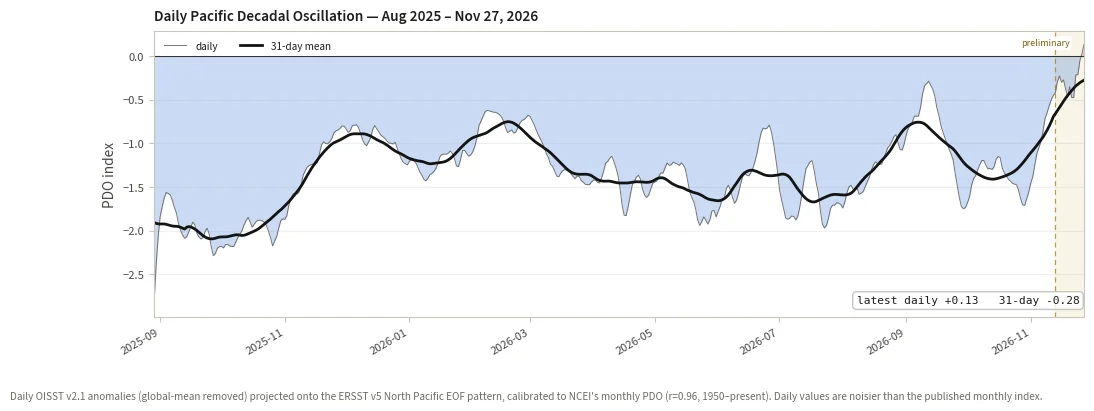 Daily Pacific Decadal Oscillation — Aug 2025 – Nov 27, 2026
daily
31-day mean
preliminary
PDO index
0.0
−0.5
−1.0
−1.5
−2.0
−2.5
latest daily +0.13   31-day -0.28
2025-09
2025-11
2026-01
2026-03
2026-05
2026-07
2026-09
2026-11
Daily OISST v2.1 anomalies (global-mean removed) projected onto the ERSST v5 North Pacific EOF pattern, calibrated to NCEI's monthly PDO (r=0.96, 1950–present). Daily values are noisier than the published monthly index.